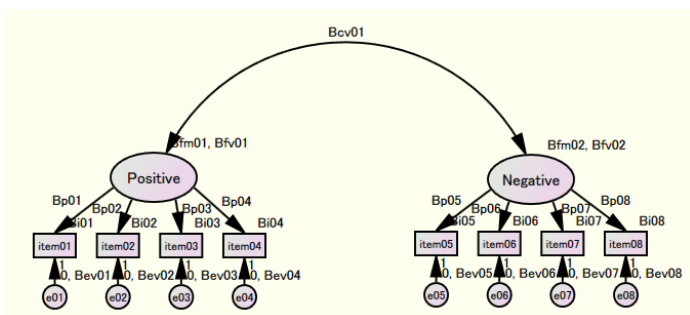 Bcv01
Bfm01, Bfv01
Bfm02, Bfv02
Positive
Negative
Bp01 Bp02 Bp03 Bp04
Bp05 Bp06 Bp07 Bp08
Bi01 Bi02 Bi03 Bi04
Bi05 Bi06 Bi07 Bi08
item01 item02 item03 item04
item05 item06 item07 item08
1 1 1 1
1 1 1 1
0, Bev01 0, Bev02 0, Bev03 0, Bev04
0, Bev05 0, Bev06 0, Bev07 0, Bev08
e01 e02 e03 e04
e05 e06 e07 e08